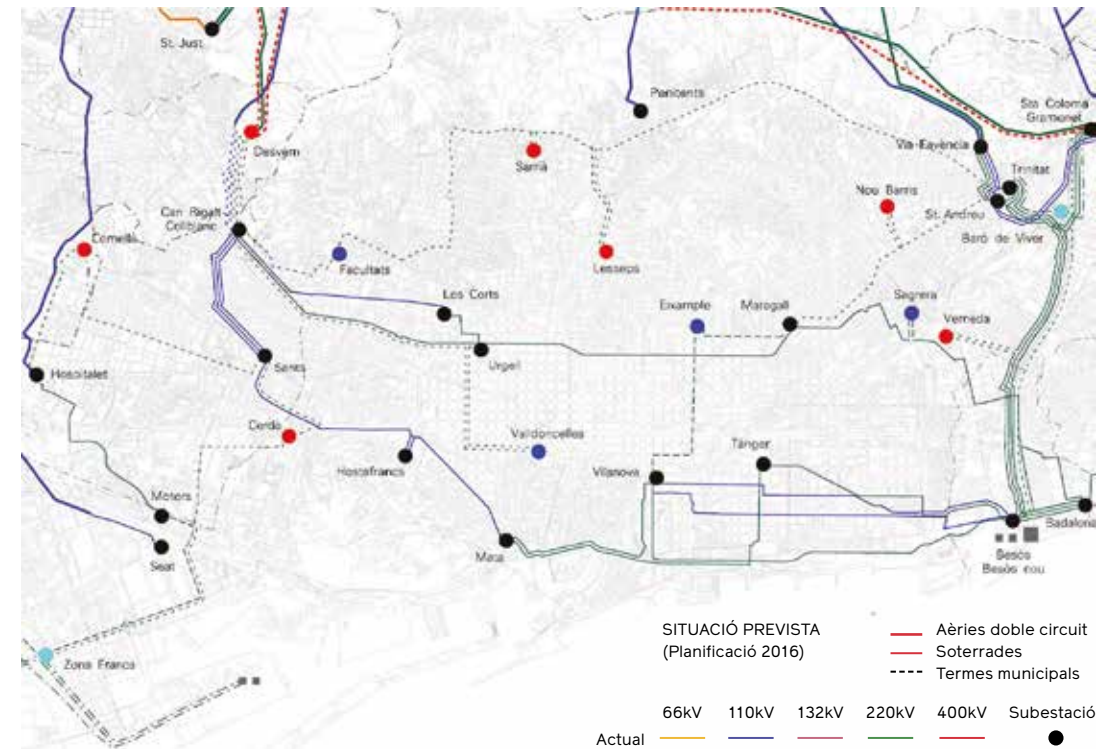 St. Just
Penitents
Sta Coloma
Gramenet
Desvern
Via Favència
Sarrià
Trinitat
Nou Barris
Can Rigalt
Collblanc
St. Andreu
Cornellà
Baró de Viver
Facultats
Lesseps
Les Corts
Eixample
Maragall
Sagrera
Verneda
Hospitalet
Sants
Urgell
Cerdà
Valldoncelles
Tànger
Hostafrancs
Vilanova
Motors
Badalona
Mata
Seat
Besòs
Besòs nou
Zona Franca
SITUACIÓ PREVISTA
(Planificació 2016)
Aèries doble circuit
Soterrades
Termes municipals
66kV 110kV 132kV 220kV 400kV Subestació
Actual